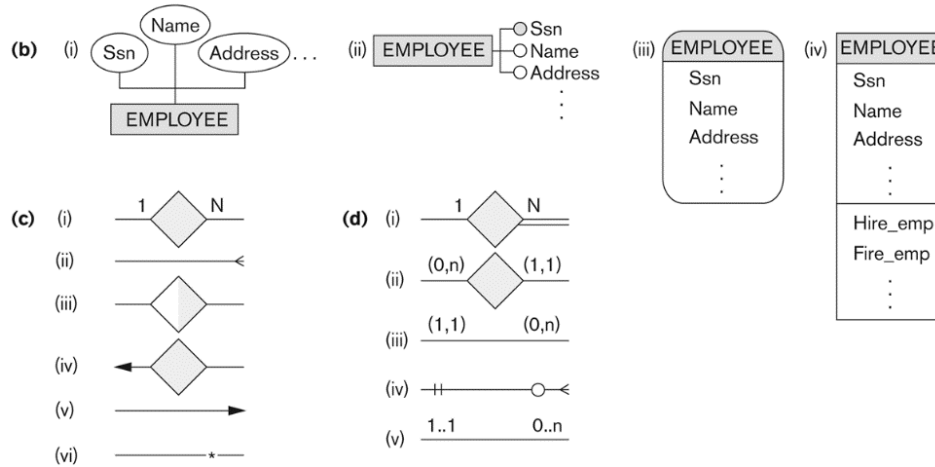 (b) (i) Ssn Name Address ...
EMPLOYEE
(ii) EMPLOYEE
Ssn
Name
Address
(iii) EMPLOYEE
Ssn
Name
Address
(iv) EMPLOYEE
Ssn
Name
Address
Hire_emp
Fire_emp
(c) (i) 1 N
(ii)
(iii)
(iv)
(v)
(vi) *
(d) (i) 1 N
(ii) (0,n) (1,1)
(iii) (1,1) (0,n)
(iv)
(v) 1..1 0..n